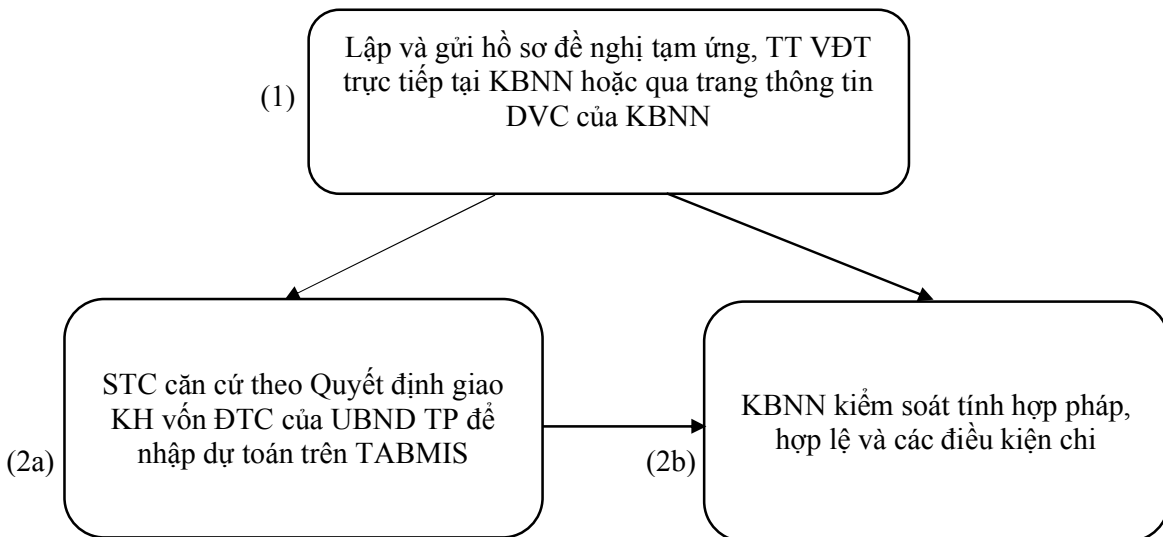 Lập và gửi hồ sơ đề nghị tạm ứng, TT VĐT
trực tiếp tại KBNN hoặc qua trang thông tin
DVC của KBNN
(1)
STC căn cứ theo Quyết định giao
KH vốn ĐTC của UBND TP để
nhập dự toán trên TABMIS
(2a)
KBNN kiểm soát tính hợp pháp,
hợp lệ và các điều kiện chi
(2b)